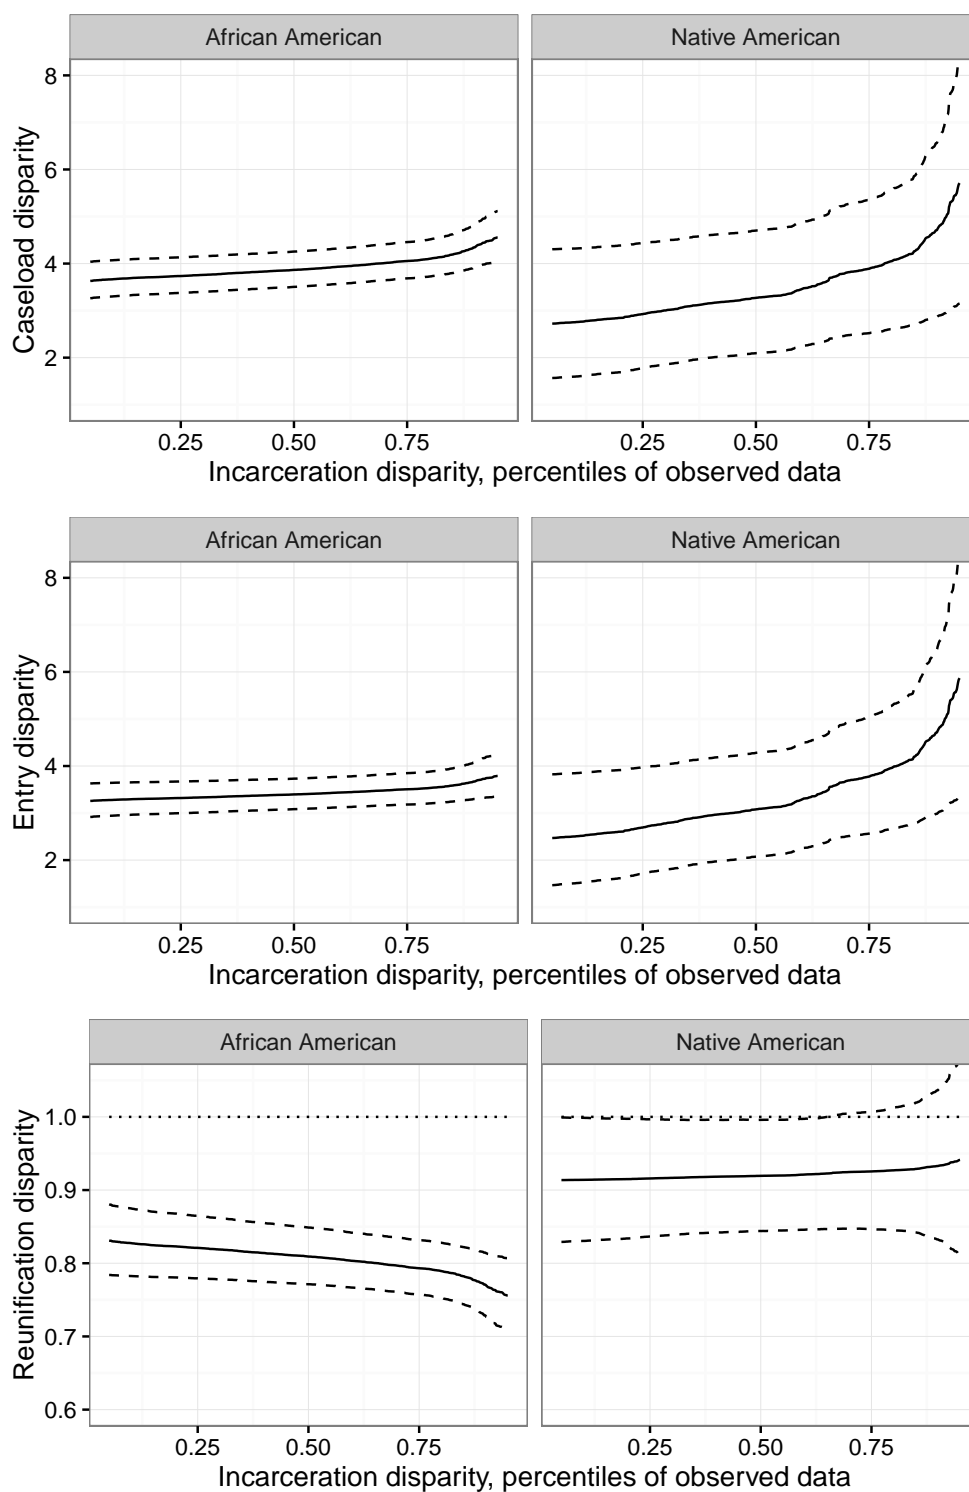 African American
Native American
Caseload disparity
8
6
4
2
0.25 0.50 0.75
0.25 0.50 0.75
Incarceration disparity, percentiles of observed data
African American
Native American
Entry disparity
8
6
4
2
0.25 0.50 0.75
0.25 0.50 0.75
Incarceration disparity, percentiles of observed data
African American
Native American
Reunification disparity
1.0
0.9
0.8
0.7
0.6
0.25 0.50 0.75
0.25 0.50 0.75
Incarceration disparity, percentiles of observed data